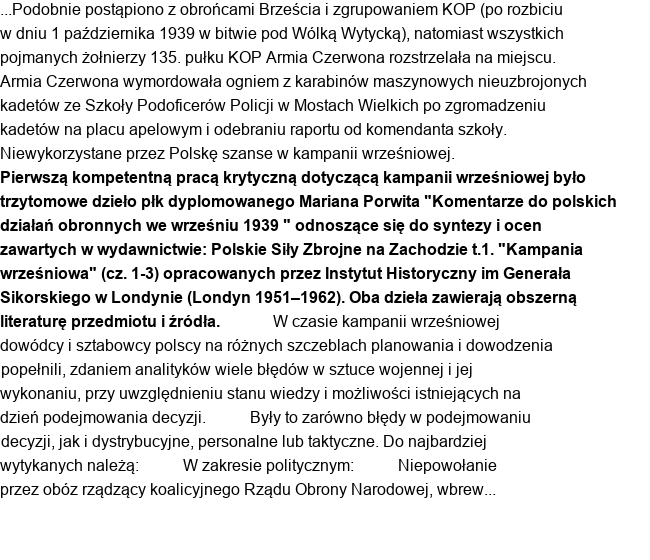 ...Podobnie postąpiono z obrońcami Brześcia i zgrupowaniem KOP (po rozbiciu
w dniu 1 października 1939 w bitwie pod Wólką Wytycką), natomiast wszystkich
pojmanych żołnierzy 135. pułku KOP Armia Czerwona rozstrzelała na miejscu.
Armia Czerwona wymordowała ogniem z karabinów maszynowych nieuzbrojonych
kadetów ze Szkoły Podoficerów Policji w Mostach Wielkich po zgromadzeniu
kadetów na placu apelowym i odebraniu raportu od komendanta szkoły.
Niewykorzystane przez Polskę szanse w kampanii wrześniowej.
Pierwszą kompetentną pracą krytyczną dotyczącą kampanii wrześniowej było
trzytomowe dzieło płk dyplomowanego Mariana Porwita "Komentarze do polskich
działań obronnych we wrześniu 1939 " odnoszące się do syntezy i ocen
zawartych w wydawnictwie: Polskie Siły Zbrojne na Zachodzie t.1. "Kampania
wrześniowa" (cz. 1-3) opracowanych przez Instytut Historyczny im Generała
Sikorskiego w Londynie (Londyn 1951–1962). Oba dzieła zawierają obszerną
literaturę przedmiotu i źródła. W czasie kampanii wrześniowej
dowódcy i sztabowcy polscy na różnych szczeblach planowania i dowodzenia
popełnili, zdaniem analityków wiele błędów w sztuce wojennej i jej
wykonaniu, przy uwzględnieniu stanu wiedzy i możliwości istniejących na
dzień podejmowania decyzji. Były to zarówno błędy w podejmowaniu
decyzji, jak i dystrybucyjne, personalne lub taktyczne. Do najbardziej
wytykanych należą: W zakresie politycznym: Niepowołanie
przez obóz rządzący koalicyjnego Rządu Obrony Narodowej, wbrew...